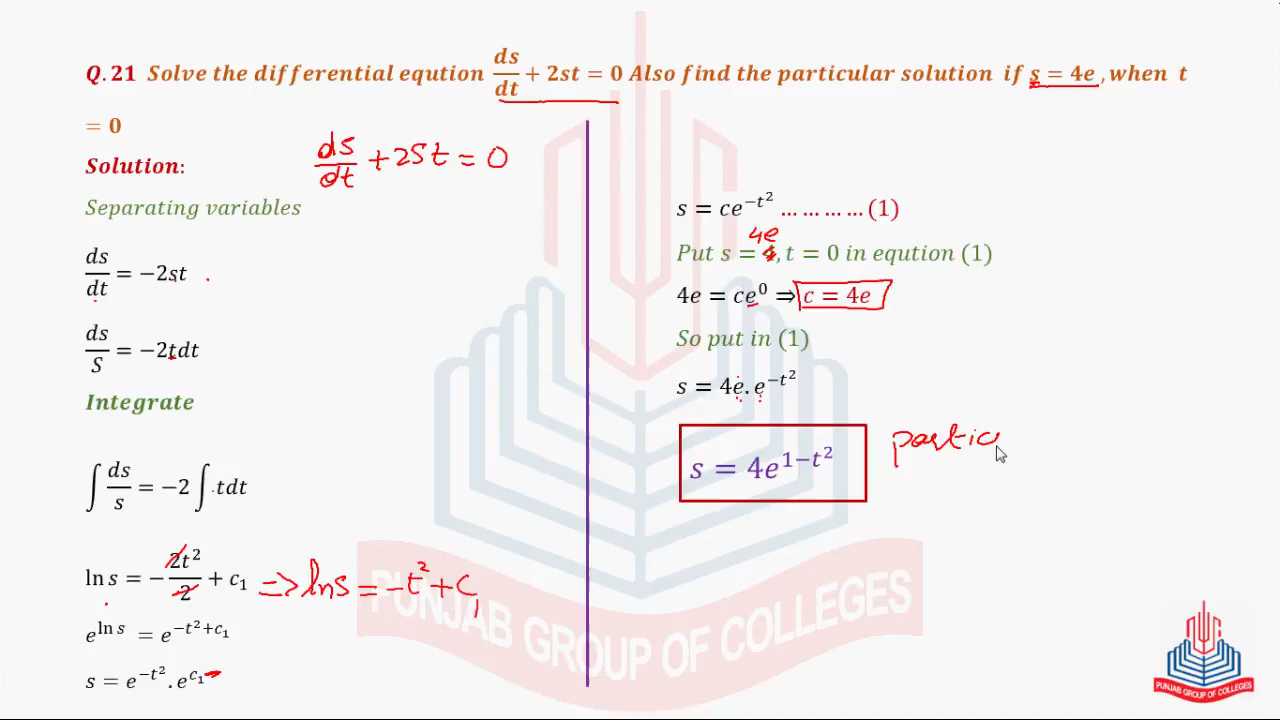 Q.21 Solve the differential eqution ds/dt + 2st = 0 Also find the particular solution if s = 4e, when t
= 0
Solution:
ds/dt + 2st = 0
Separating variables
ds/dt = −2st
ds/S = −2tdt
Integrate
∫ ds/s = −2 ∫ tdt
ln s = − 2t²/2 + c₁ => ln s = −t² + c₁
e^{ln s} = e^{−t²+c₁}
s = e^{−t²}.e^{c₁}
s = ce^{−t²} … … … … (1)
4e
Put s = 4, t = 0 in eqution (1)
4e = ce⁰ ⇒ c = 4e
So put in (1)
s = 4e.e^{−t²}
s = 4e^{1−t²} partic
PUNJAB GROUP OF COLLEGES
PUNJAB GROUP OF COLLEGES